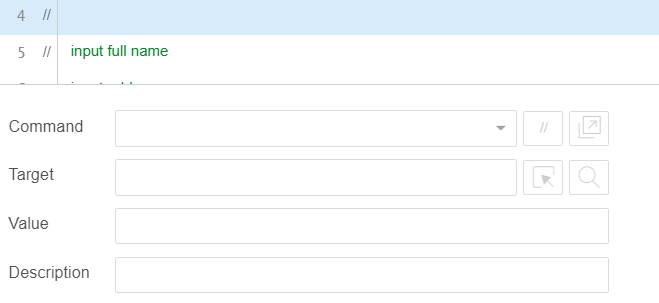 4 //
5 // input full name
Command
//
Target
Value
Description